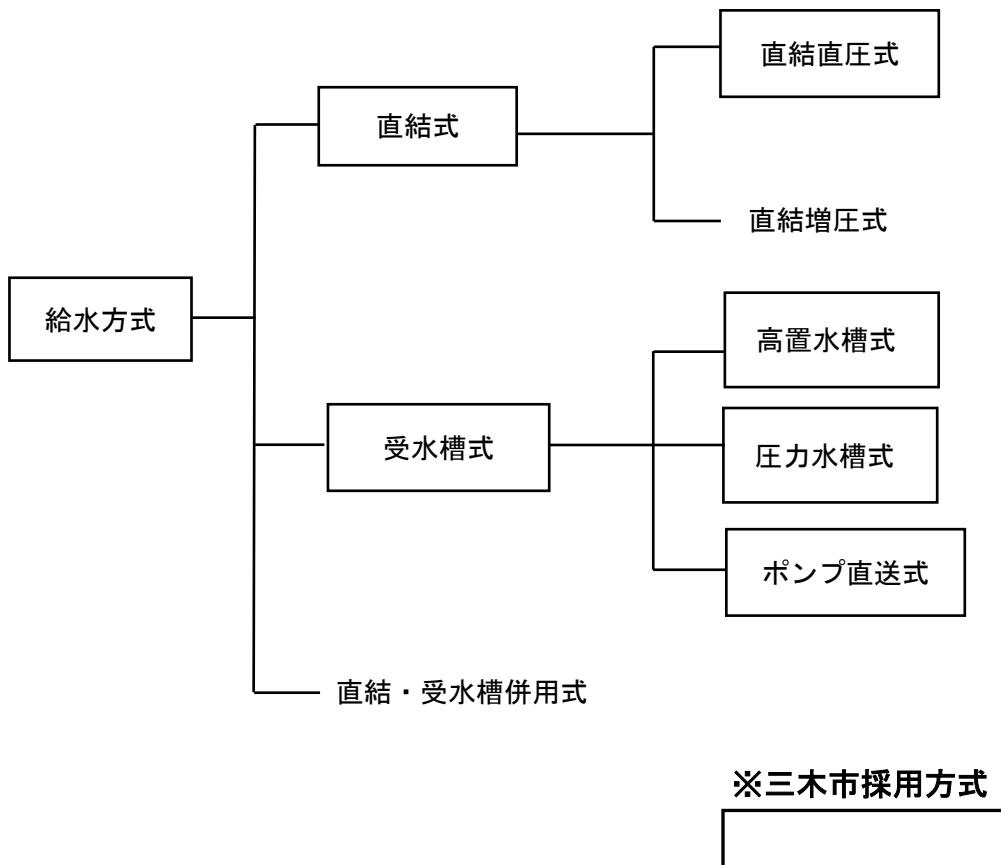 直結直圧式
直結式
直結増圧式
給水方式
高置水槽式
受水槽式
圧力水槽式
ポンプ直送式
直結・受水槽併用式
※三木市採用方式